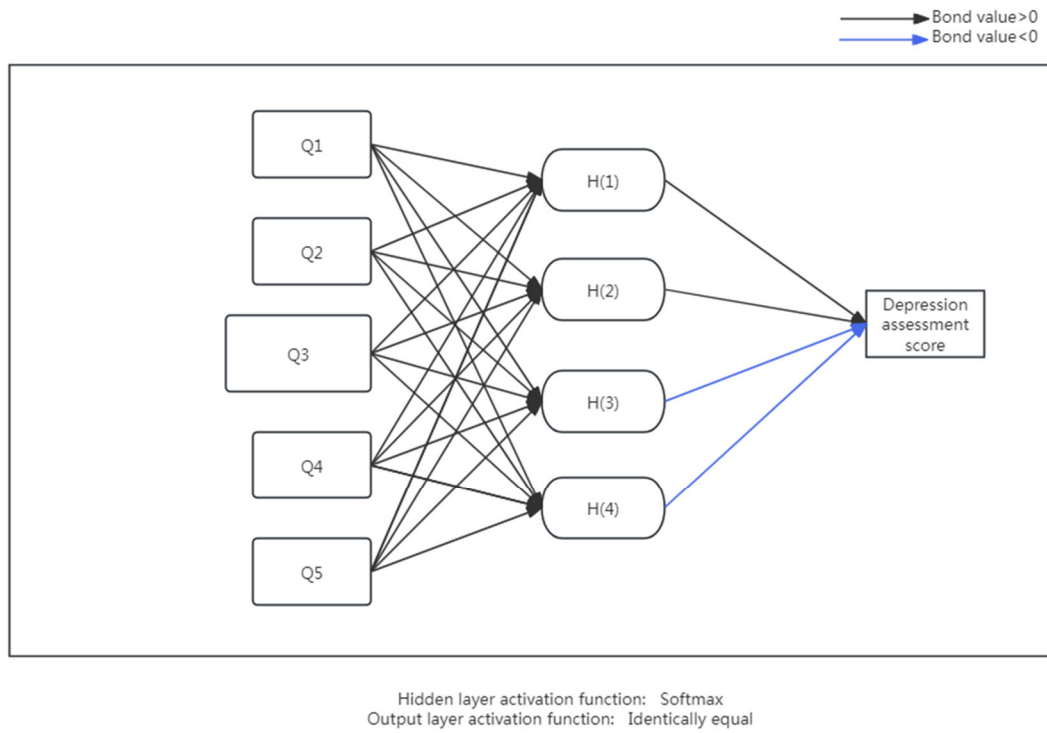 Bond value>0
Bond value<0
Q1
Q2
Q3
Q4
Q5
H(1)
H(2)
H(3)
H(4)
Depression
assessment
score
Hidden layer activation function: Softmax
Output layer activation function: Identically equal